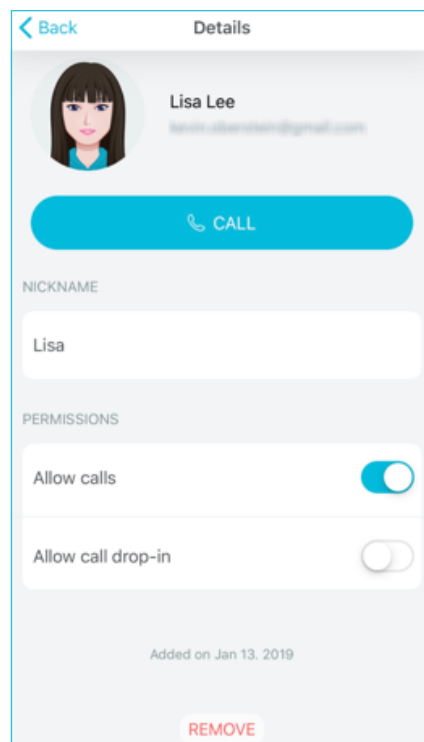 Back
Details
Lisa Lee
CALL
NICKNAME
Lisa
PERMISSIONS
Allow calls
Allow call drop-in
Added on Jan 13. 2019
REMOVE